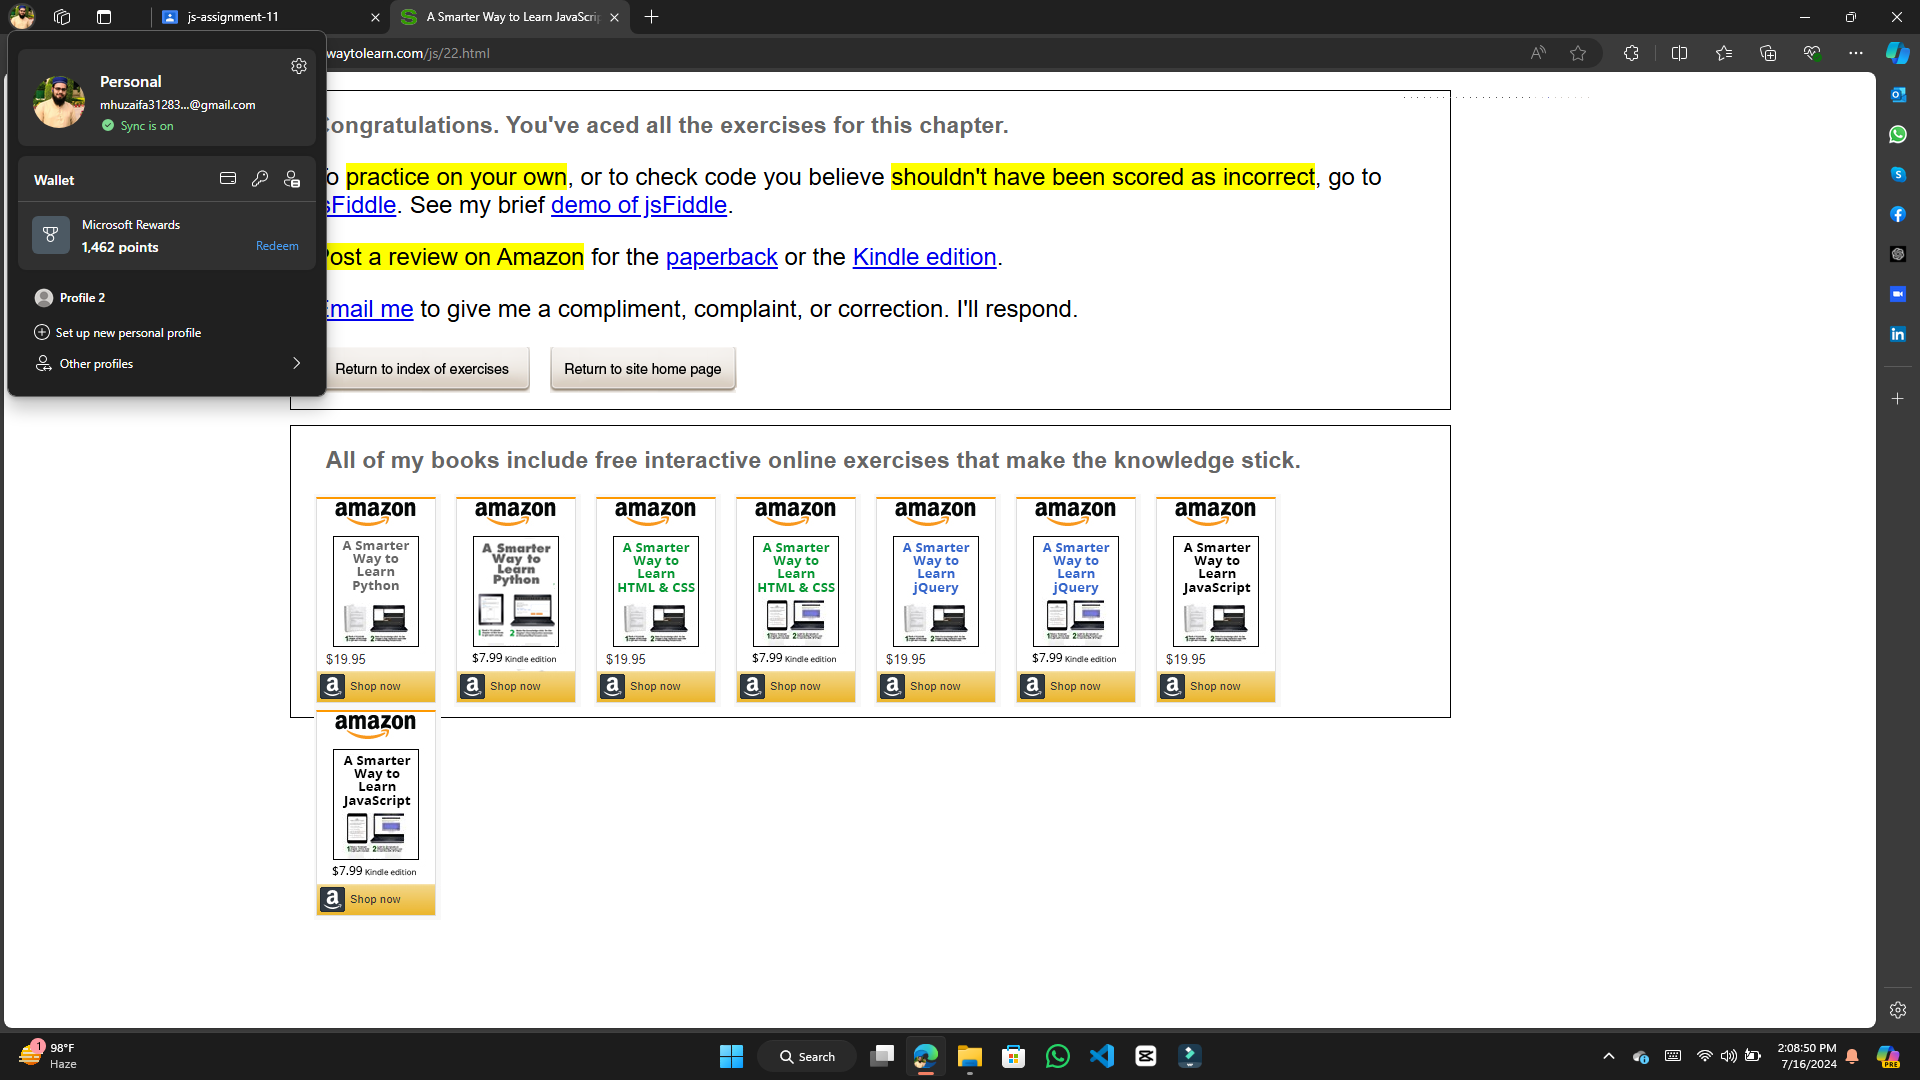 js-assignment-11
A Smarter Way to Learn JavaScrip
waytolearn.com/js/22.html
Personal
mhuzaifa31283...@gmail.com
Sync is on
Wallet
Microsoft Rewards
1,462 points
Redeem
Profile 2
Set up new personal profile
Other profiles
ongratulations. You've aced all the exercises for this chapter.
o practice on your own, or to check code you believe shouldn't have been scored as incorrect, go to
sFiddle. See my brief demo of jsFiddle.
ost a review on Amazon for the paperback or the Kindle edition.
mail me to give me a compliment, complaint, or correction. I'll respond.
Return to index of exercises
Return to site home page
All of my books include free interactive online exercises that make the knowledge stick.
amazon
A Smarter
Way to
Learn
Python
$19.95
a Shop now
amazon
A Smarter
Way to
Learn
Python
$7.99 Kindle edition
a Shop now
amazon
A Smarter
Way to
Learn
HTML & CSS
$19.95
a Shop now
amazon
A Smarter
Way to
Learn
HTML & CSS
$7.99 Kindle edition
a Shop now
amazon
A Smarter
Way to
Learn
jQuery
$19.95
a Shop now
amazon
A Smarter
Way to
Learn
jQuery
$7.99 Kindle edition
a Shop now
amazon
A Smarter
Way to
Learn
JavaScript
$19.95
a Shop now
amazon
A Smarter
Way to
Learn
JavaScript
$7.99 Kindle edition
a Shop now
1
98°F
Haze
Search
2:08:50 PM
7/16/2024
PRE